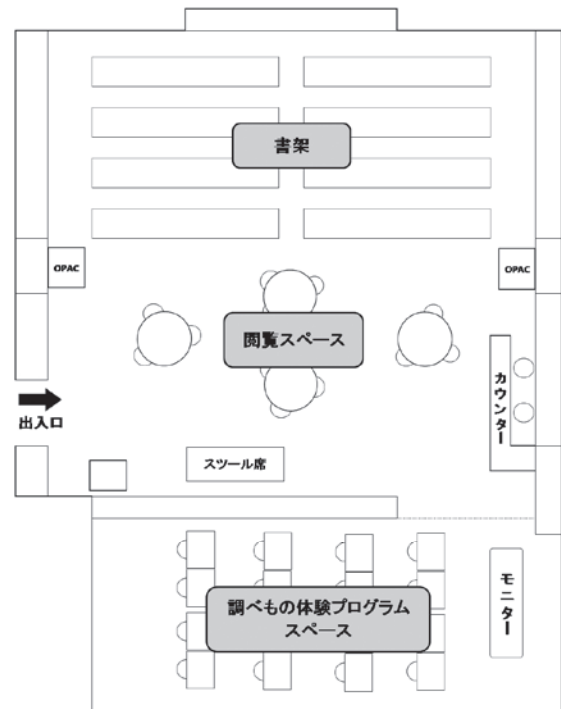 書架
OPAC
OPAC
閲覧スペース
カウンター
出入口
スツール席
調べもの体験プログラム
スペース
モニター